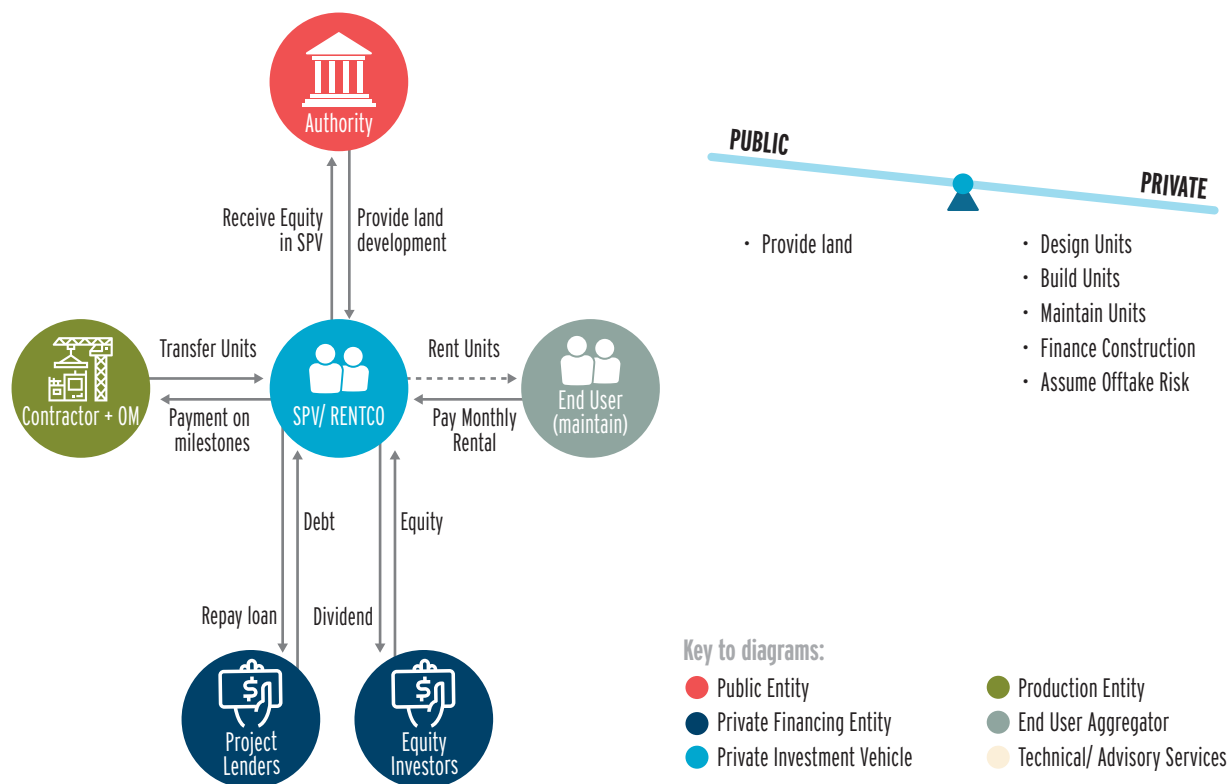 Authority
Receive Equity
in SPV
Provide land
development
Contractor + OM
Transfer Units
Payment on
milestones
SPV/ RENTCO
Rent Units
Pay Monthly
Rental
End User
(maintain)
Debt
Equity
Repay loan
Dividend
Project
Lenders
Equity
Investors
PUBLIC
PRIVATE
• Provide land
• Design Units
• Build Units
• Maintain Units
• Finance Construction
• Assume Offtake Risk
Key to diagrams:
Public Entity
Private Financing Entity
Private Investment Vehicle
Production Entity
End User Aggregator
Technical/ Advisory Services